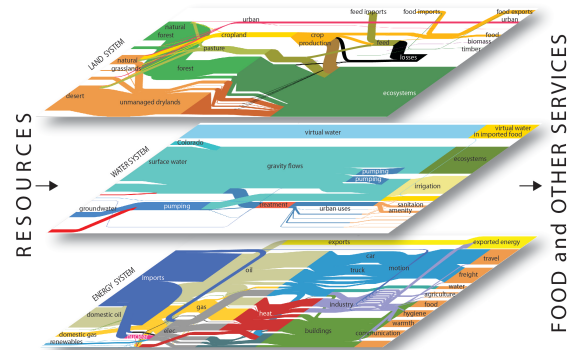 RESOURCES
FOOD and OTHER SERVICES
LAND SYSTEM
natural
forest
urban
feed imports
food imports
food exports
urban
cropland
crop
production
feed
food
biomass
timber
pasture
losses
natural
grasslands
forest
desert
unmanaged drylands
ecosystems
WATER SYSTEM
virtual water
virtual water
in imported food
Colorado
surface water
gravity flows
ecosystems
pumping
pumping
irrigation
groundwater
pumping
treatment
urban uses
sanitaion
amenity
ENERGY SYSTEM
exports
exported energy
imports
oil
car
truck
motion
travel
freight
domestic oil
gas
water
agriculture
heat
industry
food
hygiene
domestic gas
renewables
elec.
buildings
warmth
communication